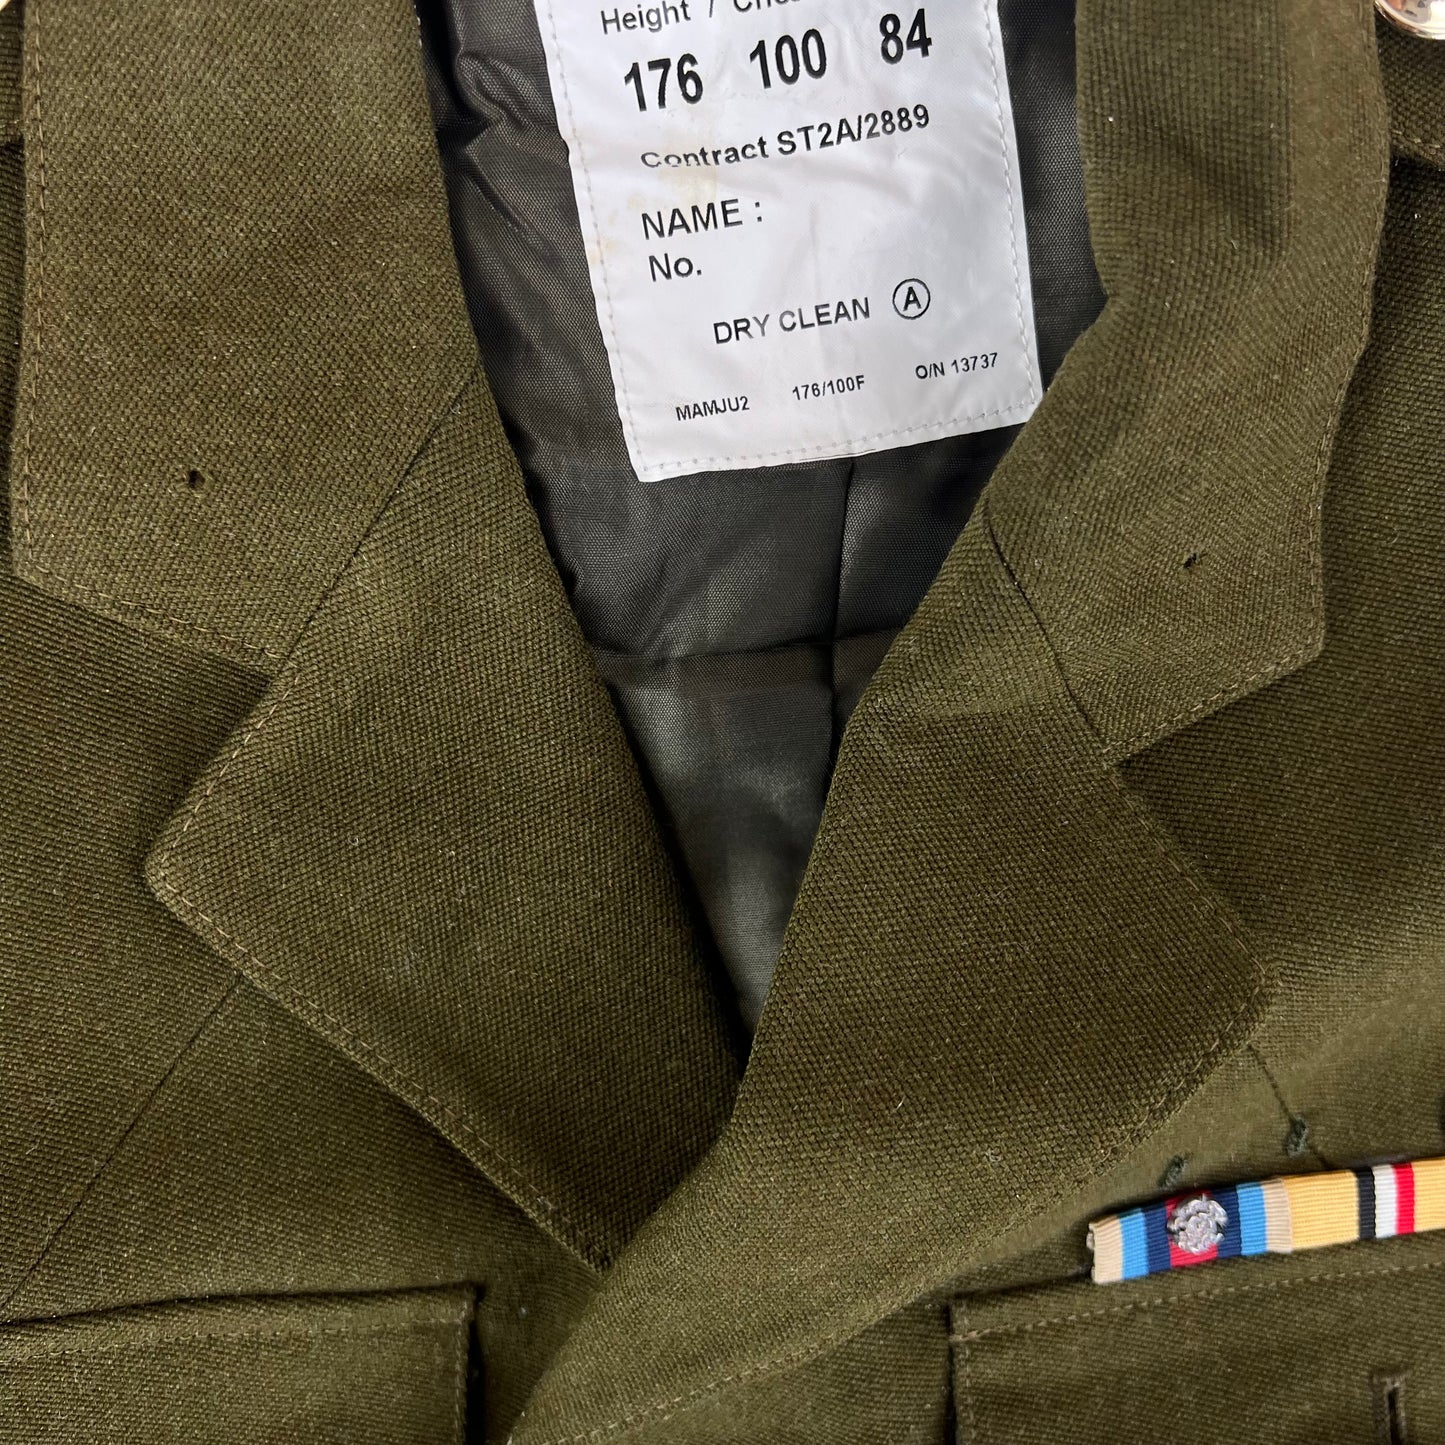 Height /
176 100 84
Contract ST2A/2889
NAME :
No.
DRY CLEAN A
MAMJU2 176/100F O/N 13737